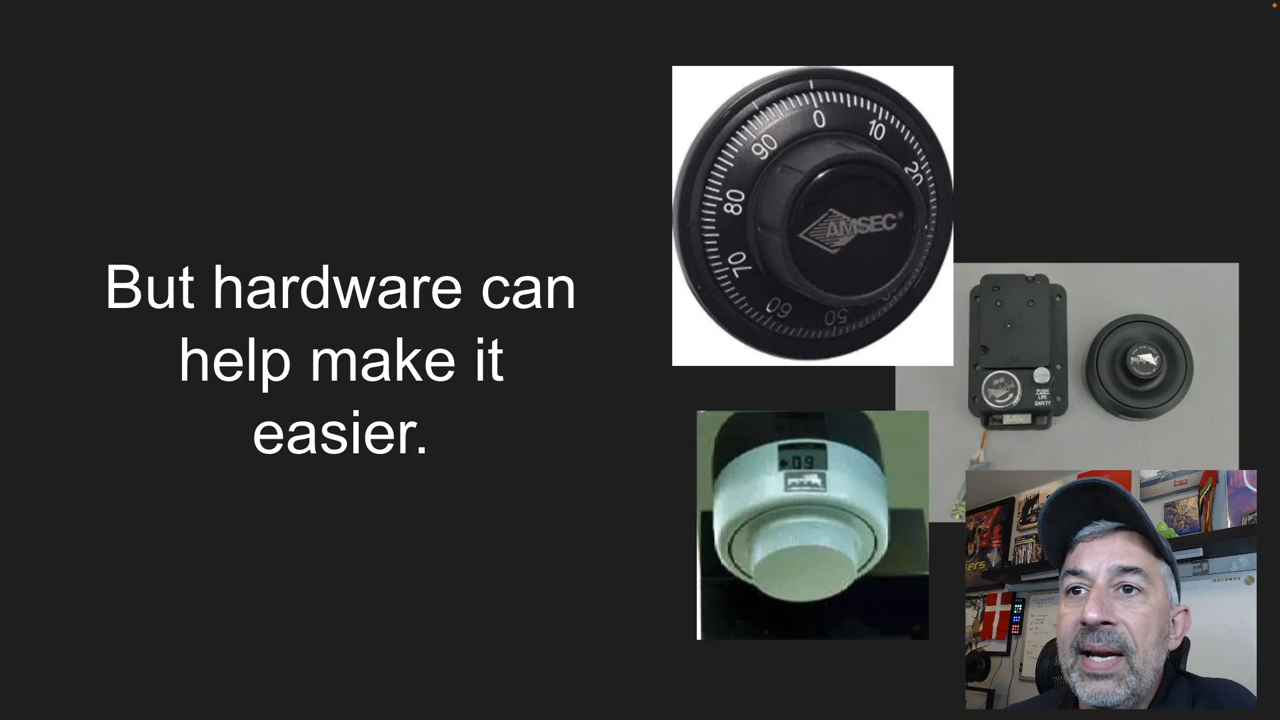 But hardware can
help make it
easier.
0
10
20
90
80
70
60
50
AMSEC®
09
PUSH
LIFE
SAFETY